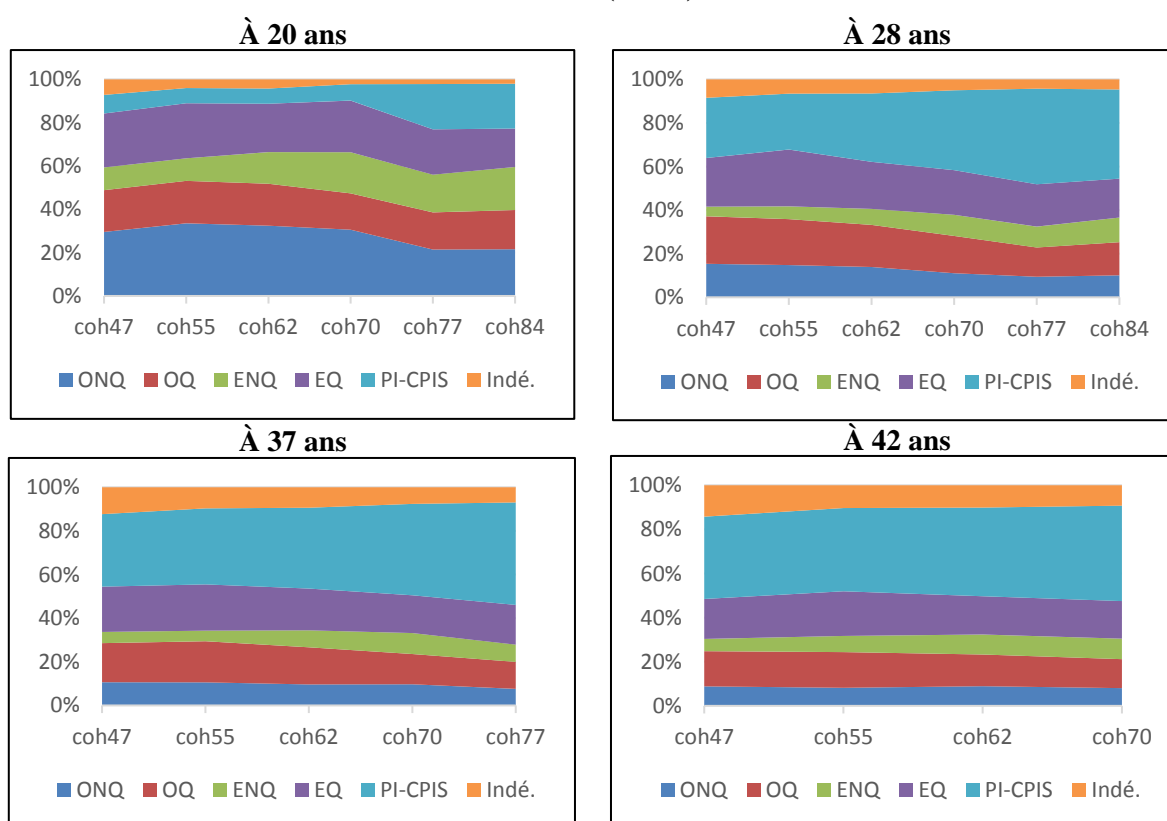 À 20 ans
100%
80%
60%
40%
20%
0%
coh47 coh55 coh62 coh70 coh77 coh84
ONQ OQ ENQ EQ PI-CPIS Indé.
À 28 ans
100%
80%
60%
40%
20%
0%
coh47 coh55 coh62 coh70 coh77 coh84
ONQ OQ ENQ EQ PI-CPIS Indé.
À 37 ans
100%
80%
60%
40%
20%
0%
coh47 coh55 coh62 coh70 coh77
ONQ OQ ENQ EQ PI-CPIS Indé.
À 42 ans
100%
80%
60%
40%
20%
0%
coh47 coh55 coh62 coh70
ONQ OQ ENQ EQ PI-CPIS Indé.